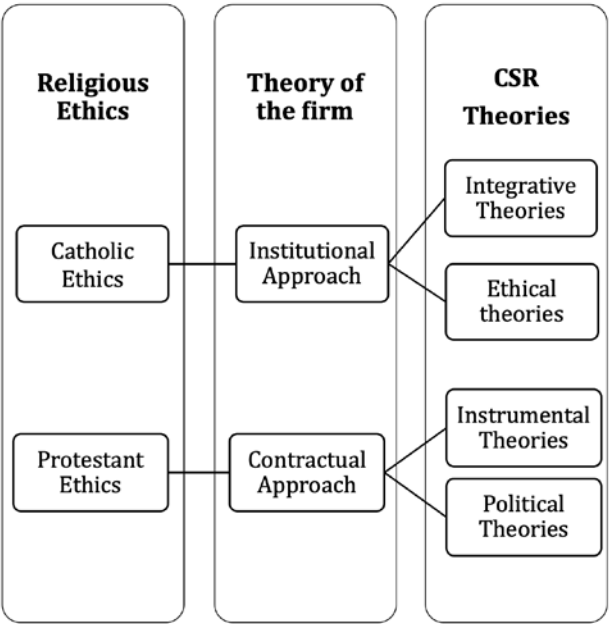 Religious
Ethics
Theory of
the firm
CSR
Theories
Catholic
Ethics
Institutional
Approach
Integrative
Theories
Ethical
theories
Protestant
Ethics
Contractual
Approach
Instrumental
Theories
Political
Theories